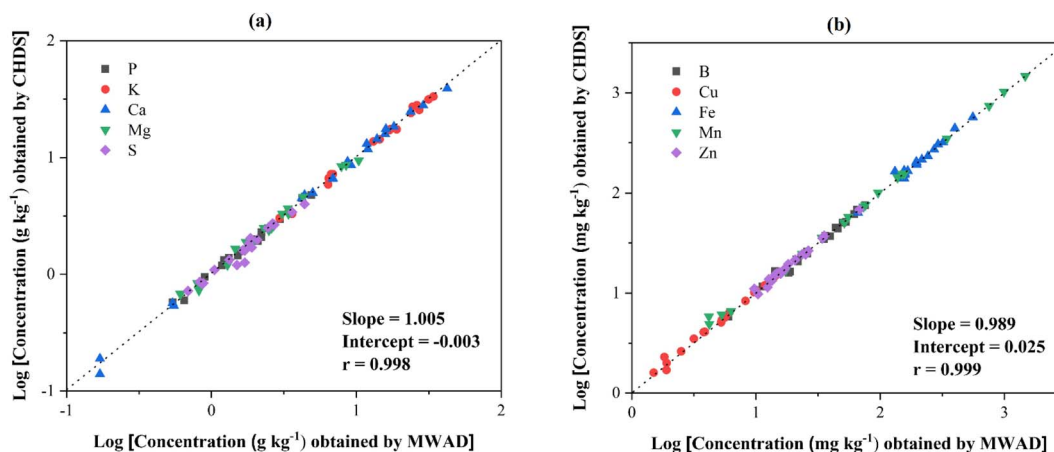 (a)
Log [Concentration (g kg⁻¹) obtained by CHDS]
2
1
0
-1
P
K
Ca
Mg
S
Slope = 1.005
Intercept = -0.003
r = 0.998
-1 0 1 2
Log [Concentration (g kg⁻¹) obtained by MWAD]
(b)
Log [Concentration (mg kg⁻¹) obtained by CHDS]
3
2
1
0
B
Cu
Fe
Mn
Zn
Slope = 0.989
Intercept = 0.025
r = 0.999
0 1 2 3
Log [Concentration (mg kg⁻¹) obtained by MWAD]